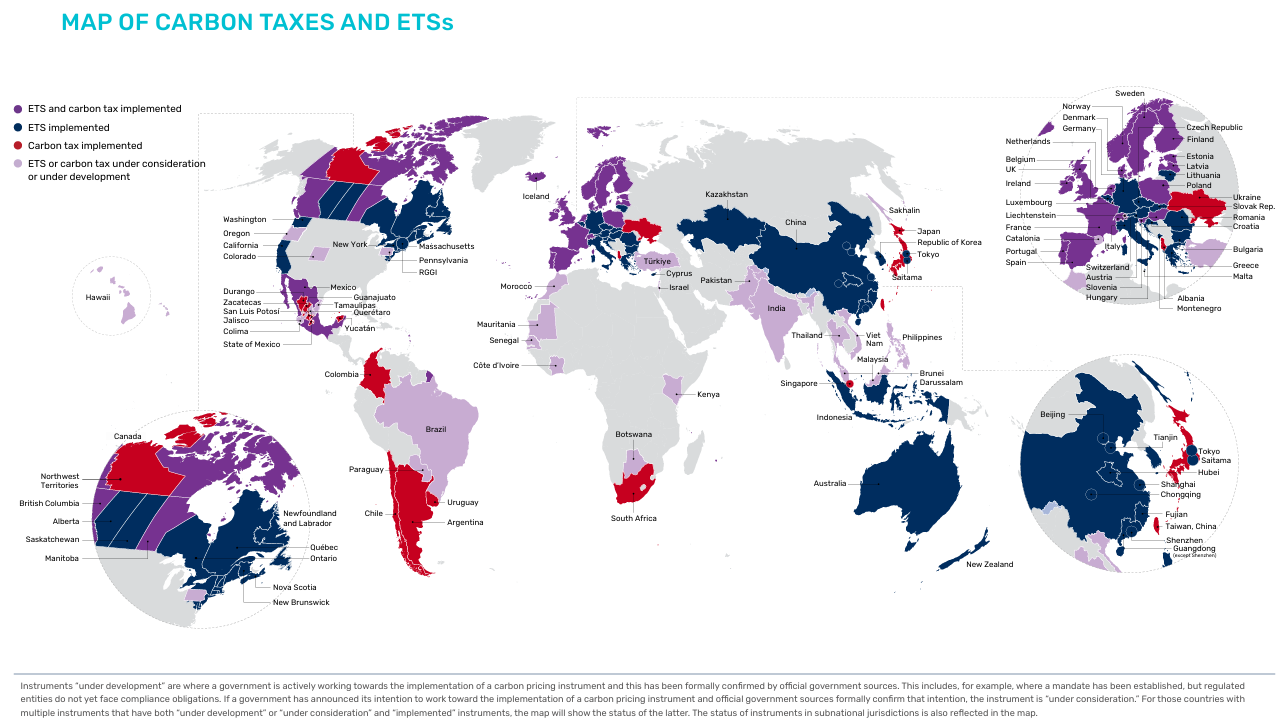 MAP OF CARBON TAXES AND ETSs
ETS and carbon tax implemented
ETS implemented
Carbon tax implemented
ETS or carbon tax under consideration
or under development
Washington
Oregon
California
Colorado
New York
Massachusetts
Pennsylvania
RGGI
Hawaii
Durango
Zacatecas
San Luis Potosí
Jalisco
Colima
State of Mexico
Mexico
Guanajuato
Tamaulipas
Querétaro
Yucatán
Colombia
Brazil
Paraguay
Chile
Uruguay
Argentina
Iceland
Morocco
Mauritania
Senegal
Côte d'Ivoire
Türkiye
Cyprus
Israel
Kenya
Botswana
South Africa
Kazakhstan
China
Pakistan
India
Thailand
Viet
Nam
Philippines
Malaysia
Singapore
Brunei
Darussalam
Indonesia
Australia
New Zealand
Sakhalin
Japan
Republic of Korea
Tokyo
Saitama
Canada
Northwest
Territories
British Columbia
Alberta
Saskatchewan
Manitoba
Newfoundland
and Labrador
Québec
Ontario
Nova Scotia
New Brunswick
Sweden
Norway
Denmark
Germany
Netherlands
Belgium
UK
Ireland
Luxembourg
Liechtenstein
France
Catalonia
Portugal
Spain
Czech Republic
Finland
Estonia
Latvia
Lithuania
Poland
Ukraine
Slovak Rep.
Romania
Croatia
Bulgaria
Greece
Malta
Italy
Switzerland
Austria
Slovenia
Hungary
Albania
Montenegro
Beijing
Tianjin
Tokyo
Saitama
Hubei
Shanghai
Chongqing
Fujian
Taiwan, China
Shenzhen
Guangdong
(except Shenzhen)
Instruments "under development" are where a government is actively working towards the implementation of a carbon pricing instrument and this has been formally confirmed by official government sources. This includes, for example, where a mandate has been established, but regulated
entities do not yet face compliance obligations. If a government has announced its intention to work toward the implementation of a carbon pricing instrument and official government sources formally confirm that intention, the instrument is "under consideration." For those countries with
multiple instruments that have both "under development" or "under consideration" and "implemented" instruments, the map will show the status of the latter. The status of instruments in subnational jurisdictions is also reflected in the map.